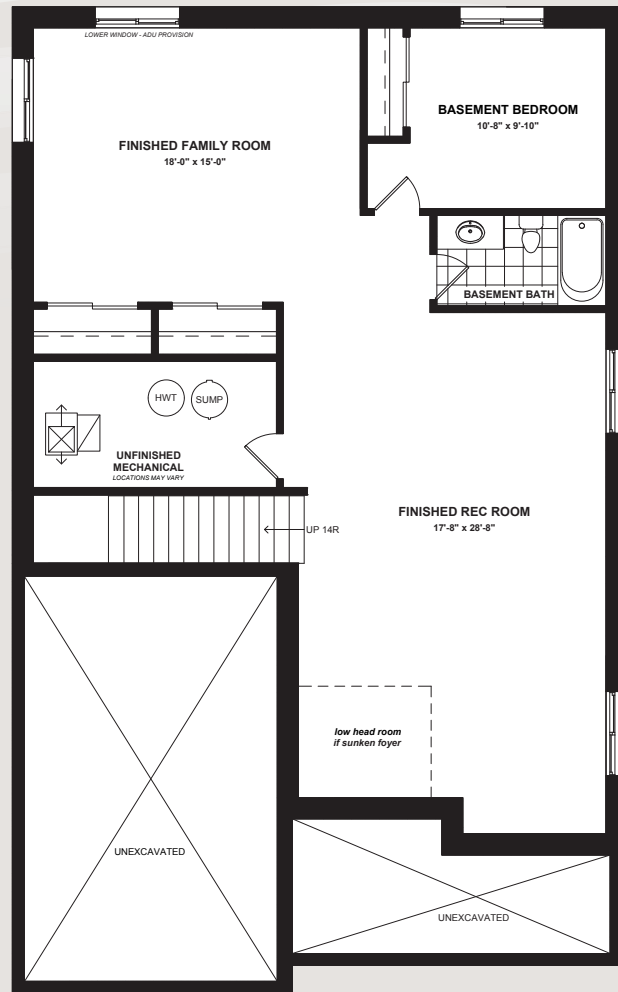 LOWER WINDOW - ADU PROVISION
BASEMENT BEDROOM
10'-8" x 9'-10"
FINISHED FAMILY ROOM
18'-0" x 15'-0"
BASEMENT BATH
HWT
SUMP
UNFINISHED
MECHANICAL
LOCATIONS MAY VARY
FINISHED REC ROOM
17'-8" x 28'-8"
UP 14R
low head room
if sunken foyer
UNEXCAVATED
UNEXCAVATED